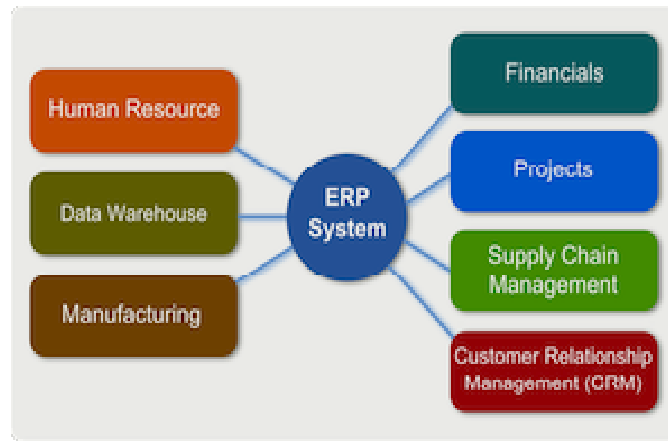 Human Resource
Data Warehouse
Manufacturing
ERP
System
Financials
Projects
Supply Chain
Management
Customer Relationship
Management (CRM)